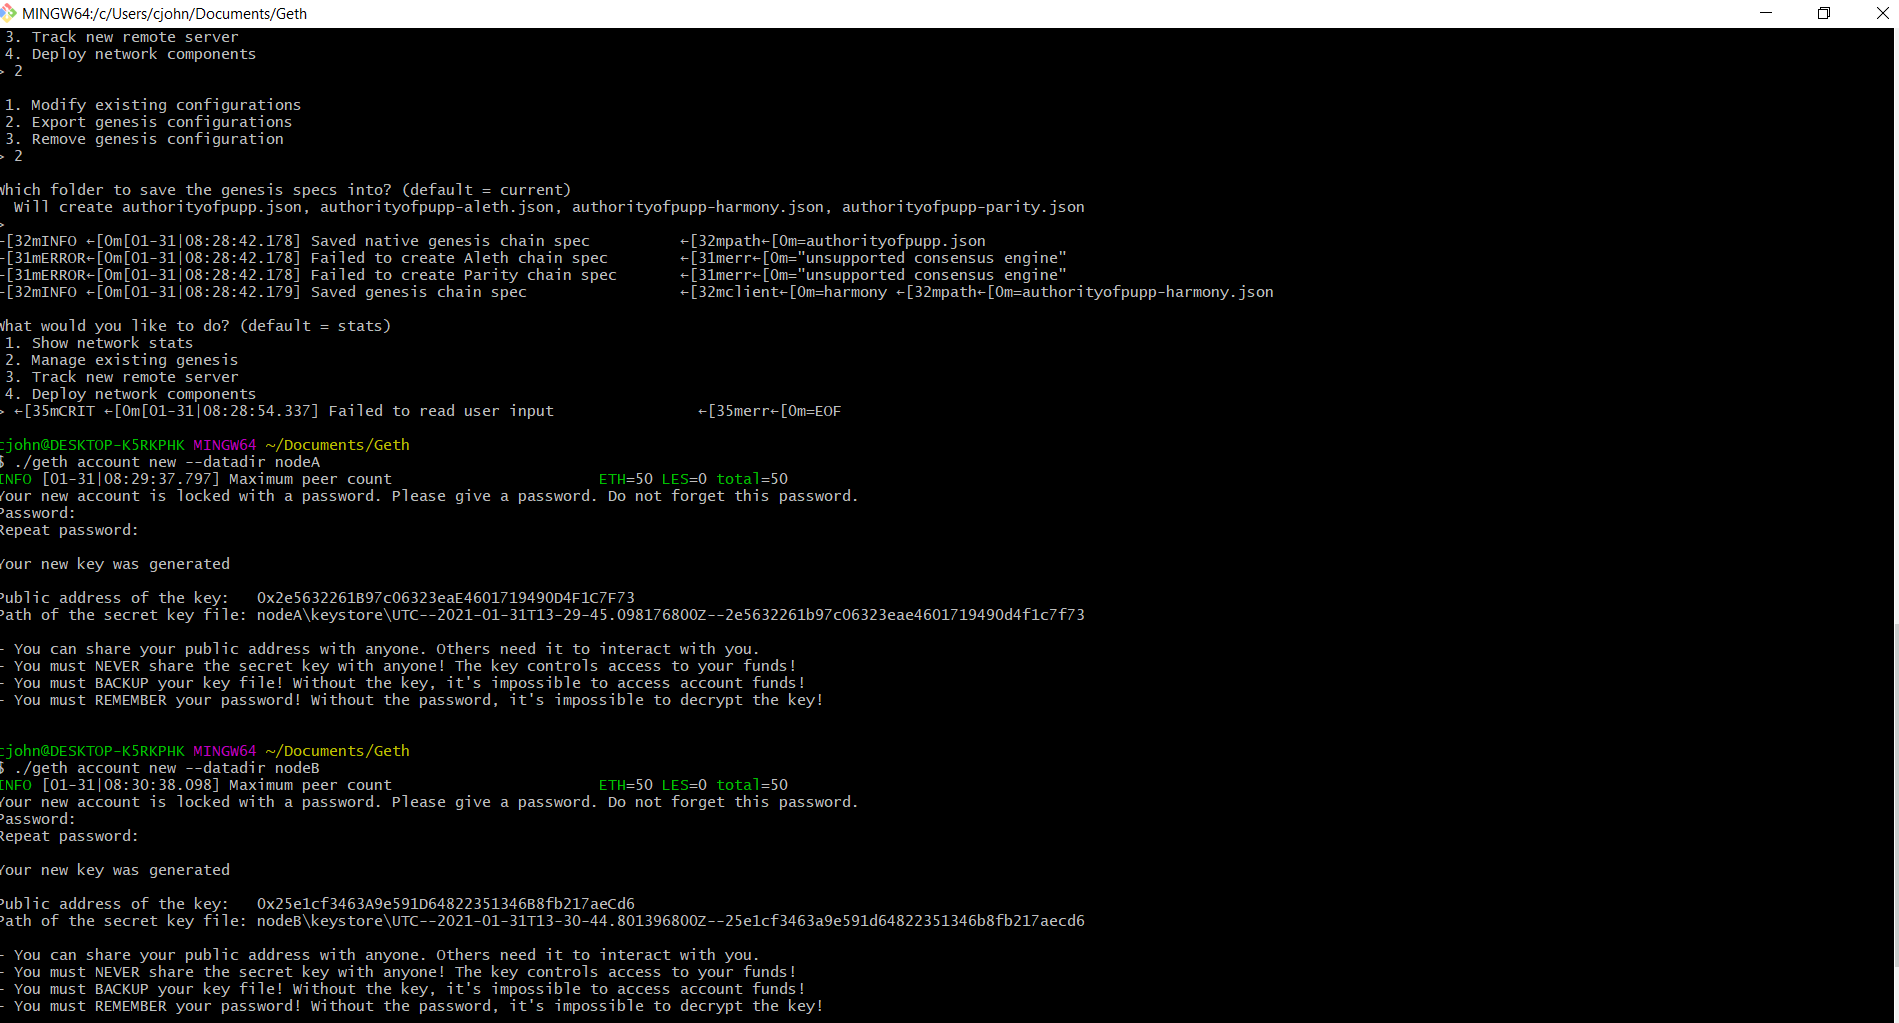 MINGW64:/c/Users/cjohn/Documents/Geth
3. Track new remote server
4. Deploy network components
> 2
1. Modify existing configurations
2. Export genesis configurations
3. Remove genesis configuration
> 2
Which folder to save the genesis specs into? (default = current)
Will create authorityofpupp.json, authorityofpupp-aleth.json, authorityofpupp-harmony.json, authorityofpupp-parity.json
>
←[32mINFO ←[0m[01-31|08:28:42.178] Saved native genesis chain spec ←[32mpath←[0m=authorityofpupp.json
←[31mERROR←[0m[01-31|08:28:42.178] Failed to create Aleth chain spec ←[31merr←[0m="unsupported consensus engine"
←[31mERROR←[0m[01-31|08:28:42.178] Failed to create Parity chain spec ←[31merr←[0m="unsupported consensus engine"
←[32mINFO ←[0m[01-31|08:28:42.179] Saved genesis chain spec ←[32mclient←[0m=harmony ←[32mpath←[0m=authorityofpupp-harmony.json
What would you like to do? (default = stats)
1. Show network stats
2. Manage existing genesis
3. Track new remote server
4. Deploy network components
> ←[35mCRIT ←[0m[01-31|08:28:54.337] Failed to read user input ←[35merr←[0m=EOF
cjohn@DESKTOP-K5RKPHK MINGW64 ~/Documents/Geth
$ ./geth account new --datadir nodeA
INFO [01-31|08:29:37.797] Maximum peer count ETH=50 LES=0 total=50
Your new account is locked with a password. Please give a password. Do not forget this password.
Password:
Repeat password:
Your new key was generated
Public address of the key: 0x2e5632261B97c06323eaE4601719490D4F1C7F73
Path of the secret key file: nodeA\keystore\UTC--2021-01-31T13-29-45.098176800Z--2e5632261b97c06323eae4601719490d4f1c7f73
- You can share your public address with anyone. Others need it to interact with you.
- You must NEVER share the secret key with anyone! The key controls access to your funds!
- You must BACKUP your key file! Without the key, it's impossible to access account funds!
- You must REMEMBER your password! Without the password, it's impossible to decrypt the key!
cjohn@DESKTOP-K5RKPHK MINGW64 ~/Documents/Geth
$ ./geth account new --datadir nodeB
INFO [01-31|08:30:38.098] Maximum peer count ETH=50 LES=0 total=50
Your new account is locked with a password. Please give a password. Do not forget this password.
Password:
Repeat password:
Your new key was generated
Public address of the key: 0x25e1cf3463A9e591D64822351346B8fb217aeCd6
Path of the secret key file: nodeB\keystore\UTC--2021-01-31T13-30-44.801396800Z--25e1cf3463a9e591d64822351346b8fb217aecd6
- You can share your public address with anyone. Others need it to interact with you.
- You must NEVER share the secret key with anyone! The key controls access to your funds!
- You must BACKUP your key file! Without the key, it's impossible to access account funds!
- You must REMEMBER your password! Without the password, it's impossible to decrypt the key!